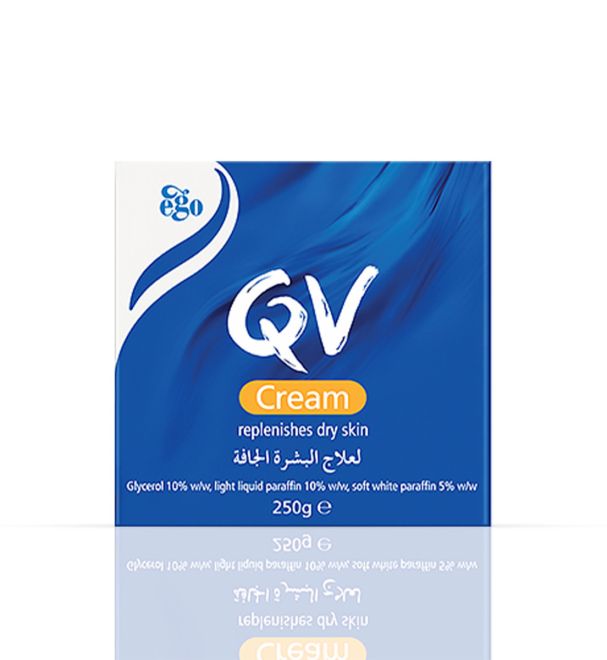 ego
QV
Cream
replenishes dry skin
لعلاج البشرة الجافة
Glycerol 10% w/w, light liquid paraffin 10% w/w, soft white paraffin 5% w/w
250g ℮